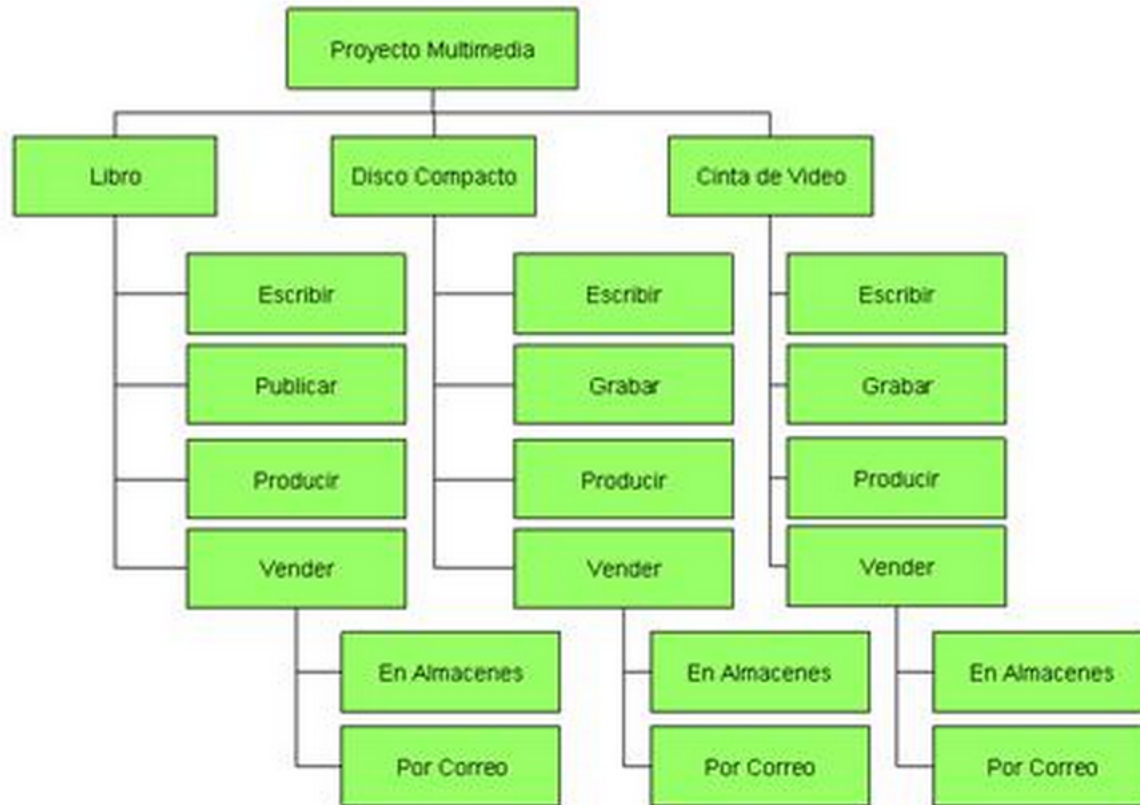 Proyecto Multimedia
Libro
Disco Compacto
Cinta de Video
Escribir
Escribir
Escribir
Publicar
Grabar
Grabar
Producir
Producir
Producir
Vender
Vender
Vender
En Almacenes
En Almacenes
En Almacenes
Por Correo
Por Correo
Por Correo